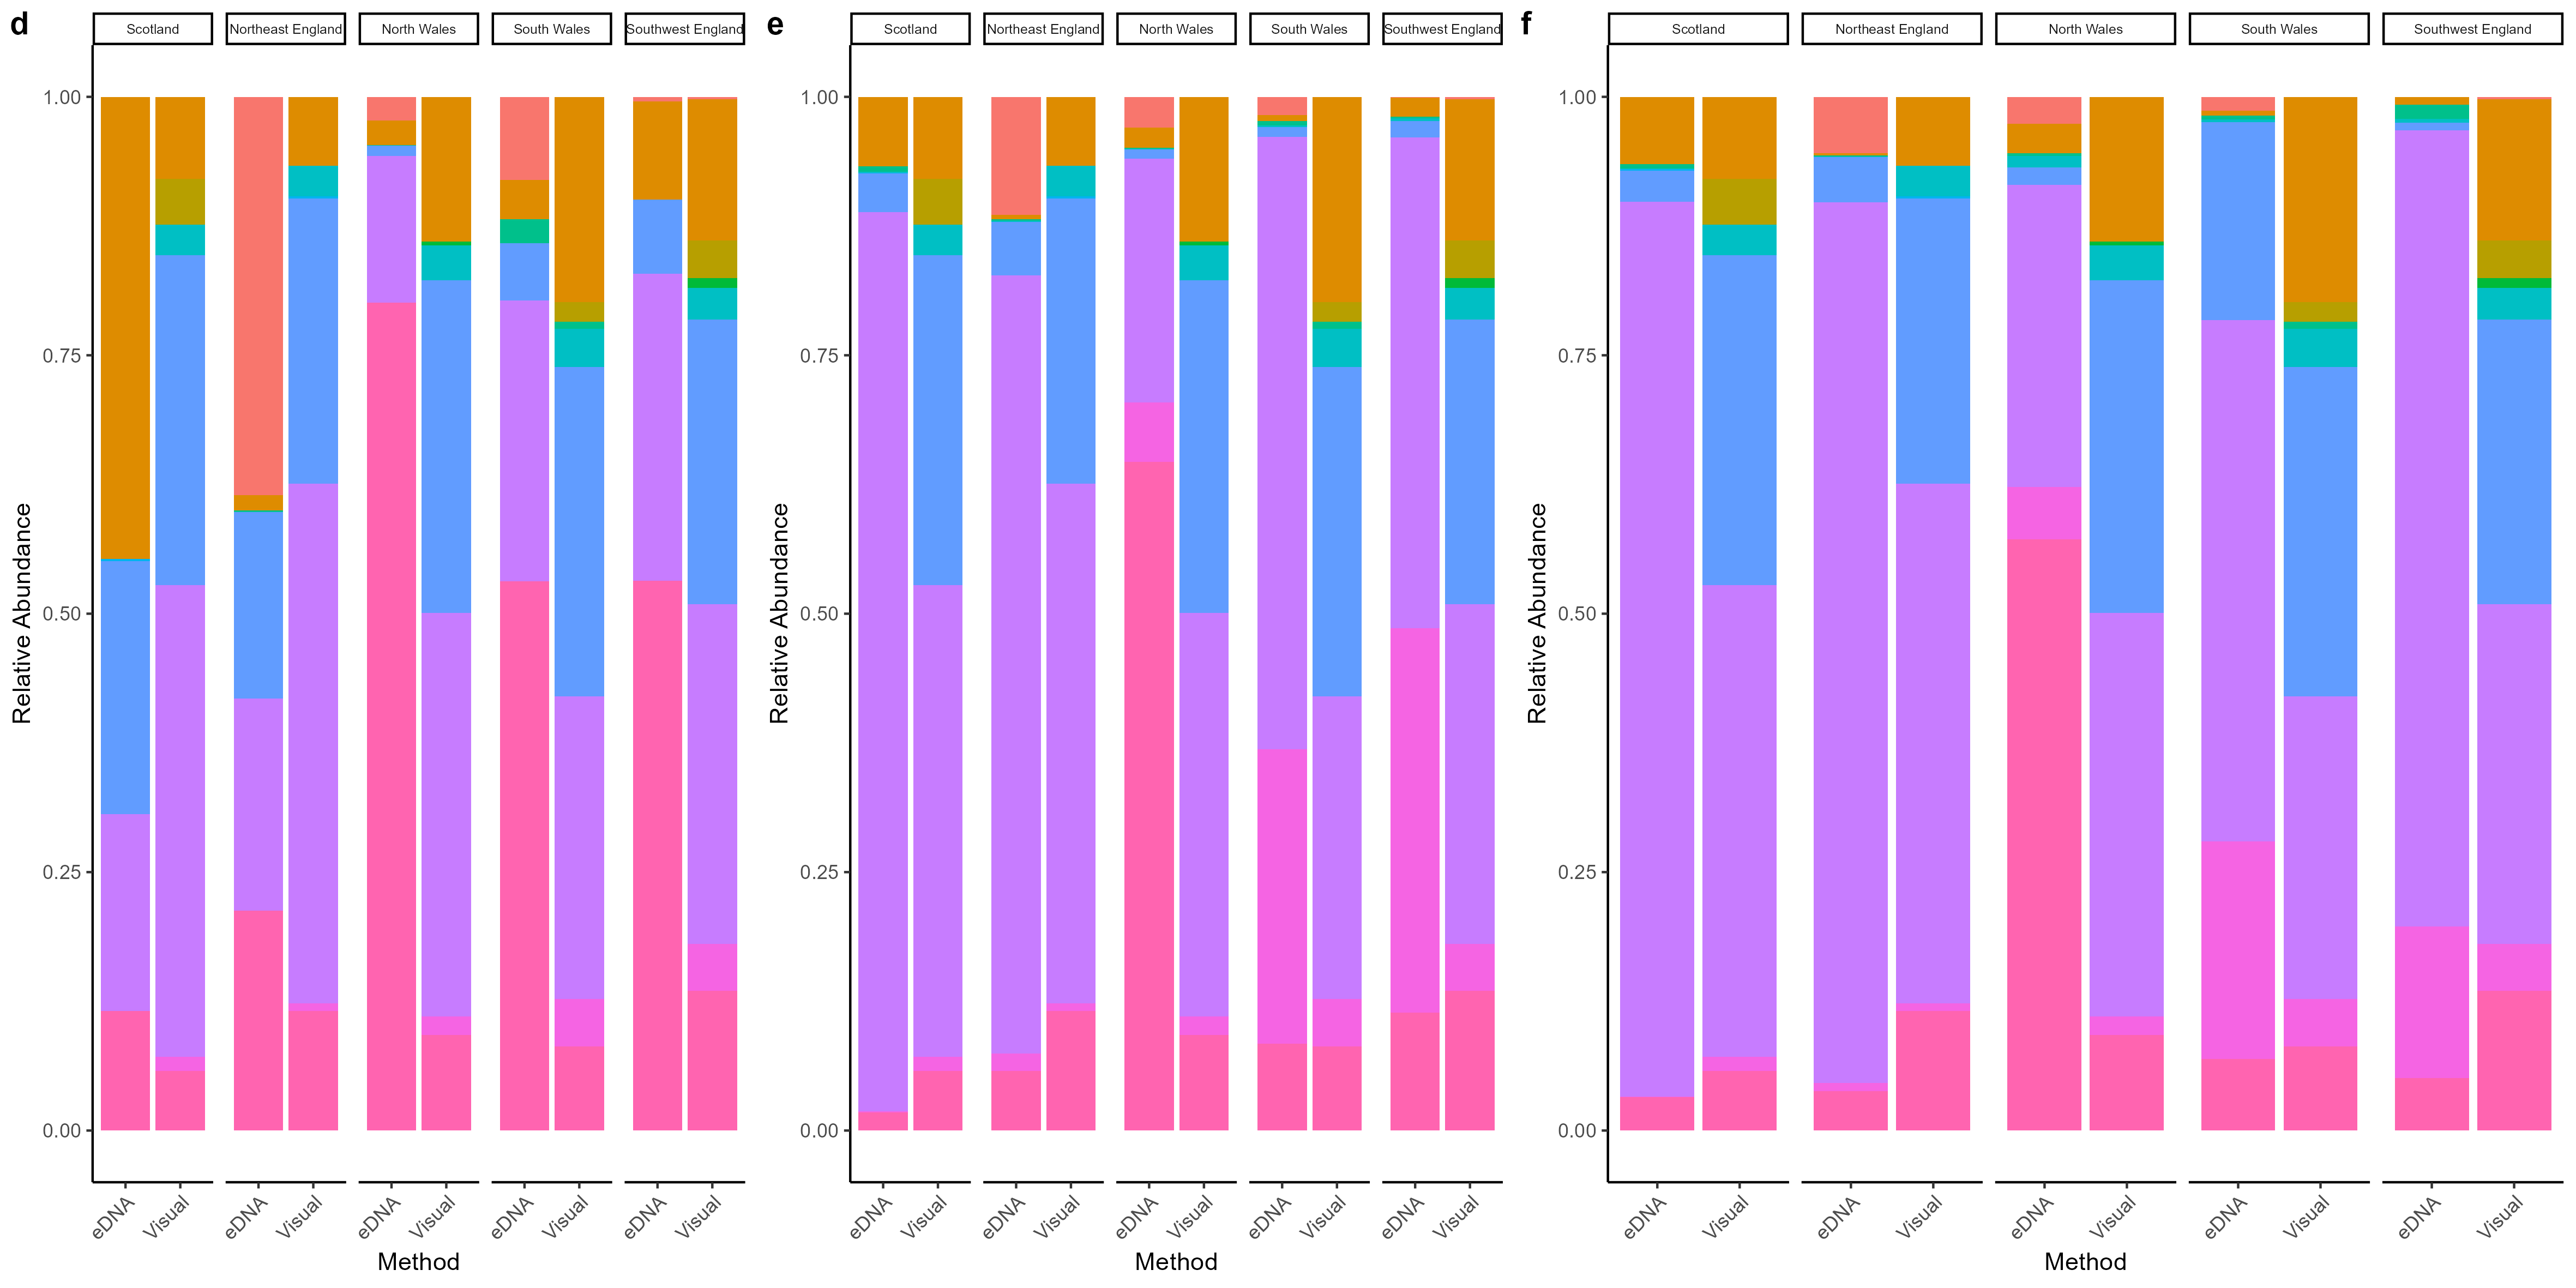 d
Scotland
Northeast England
North Wales
South Wales
Southwest England
1.00
0.75
0.50
0.25
0.00
Relative Abundance
eDNA
Visual
eDNA
Visual
eDNA
Visual
eDNA
Visual
eDNA
Visual
Method
e
Scotland
Northeast England
North Wales
South Wales
Southwest England
1.00
0.75
0.50
0.25
0.00
Relative Abundance
eDNA
Visual
eDNA
Visual
eDNA
Visual
eDNA
Visual
eDNA
Visual
Method
f
Scotland
Northeast England
North Wales
South Wales
Southwest England
1.00
0.75
0.50
0.25
0.00
Relative Abundance
eDNA
Visual
eDNA
Visual
eDNA
Visual
eDNA
Visual
eDNA
Visual
Method